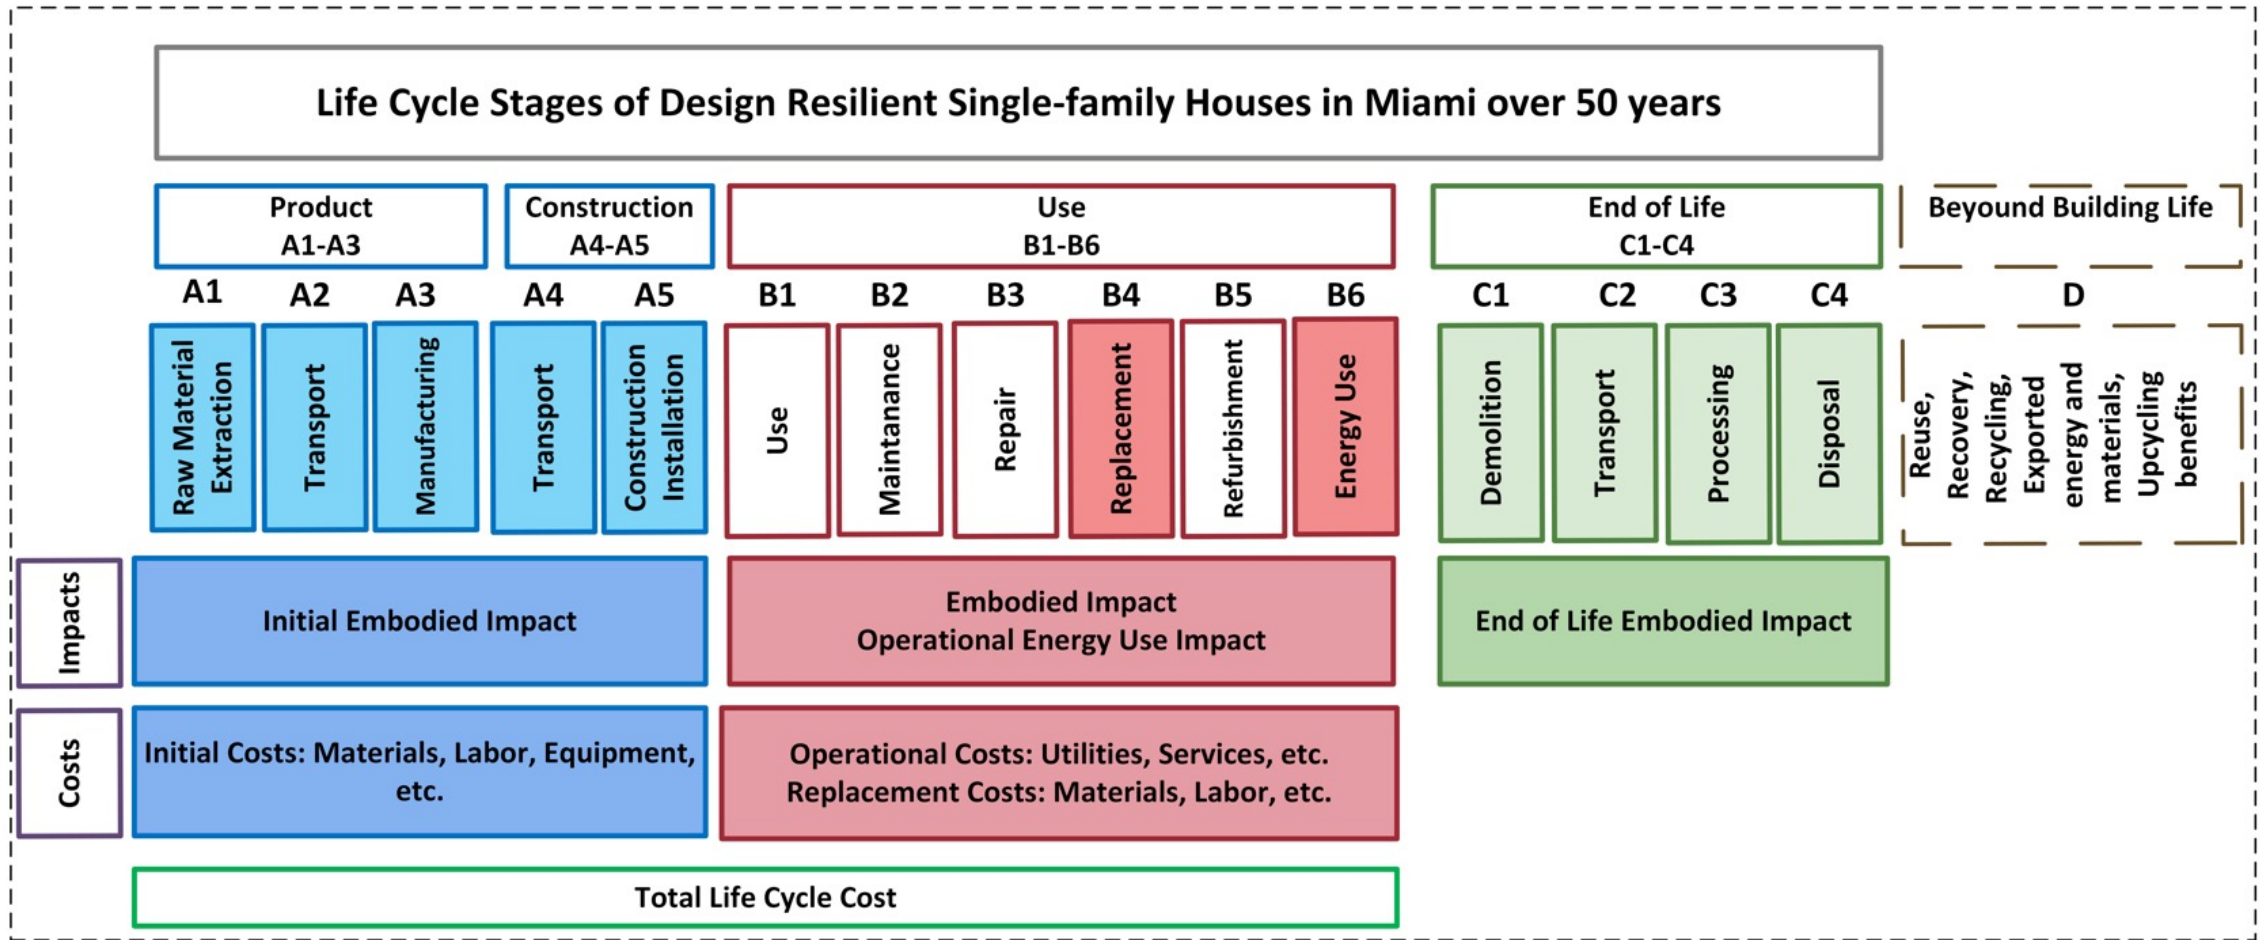 Life Cycle Stages of Design Resilient Single-family Houses in Miami over 50 years
Product
A1-A3
Construction
A4-A5
Use
B1-B6
End of Life
C1-C4
Beyound Building Life
A1
A2
A3
A4
A5
B1
B2
B3
B4
B5
B6
C1
C2
C3
C4
D
Raw Material
Extraction
Transport
Manufacturing
Transport
Construction
Installation
Use
Maintanance
Repair
Replacement
Refurbishment
Energy Use
Demolition
Transport
Processing
Disposal
Reuse,
Recovery,
Recycling,
Exported
energy and
materials,
Upcycling
benefits
Impacts
Initial Embodied Impact
Embodied Impact
Operational Energy Use Impact
End of Life Embodied Impact
Costs
Initial Costs: Materials, Labor, Equipment,
etc.
Operational Costs: Utilities, Services, etc.
Replacement Costs: Materials, Labor, etc.
Total Life Cycle Cost